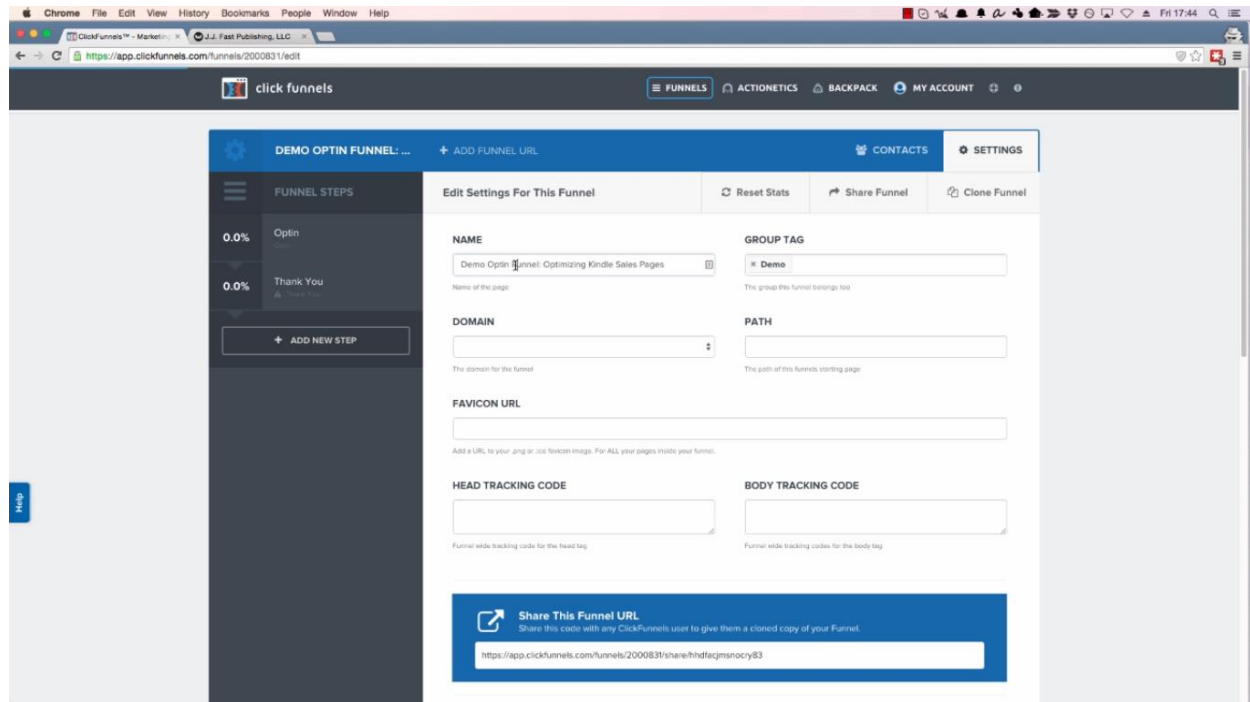 Chrome File Edit View History Bookmarks People Window Help
Fri 17:44
ClickFunnels™ - Marketing
J.J. Fast Publishing, LLC
https://app.clickfunnels.com/funnels/2000831/edit
click funnels
FUNNELS ACTIONETICS BACKPACK MY ACCOUNT
DEMO OPTIN FUNNEL: ... + ADD FUNNEL URL CONTACTS SETTINGS
FUNNEL STEPS
Edit Settings For This Funnel Reset Stats Share Funnel Clone Funnel
0.0% Optin
Optin
0.0% Thank You
Thank You
+ ADD NEW STEP
NAME GROUP TAG
Demo Optin Funnel: Optimizing Kindle Sales Pages × Demo
Name of the page The group this funnel belongs too
DOMAIN PATH
The domain for the funnel The path of this funnels starting page
FAVICON URL
Add a URL to your .png or .ico favicon image. For ALL your pages inside your funnel.
HEAD TRACKING CODE BODY TRACKING CODE
Funnel wide tracking code for the head tag Funnel wide tracking codes for the body tag
Help
Share This Funnel URL
Share this code with any ClickFunnels user to give them a cloned copy of your Funnel.
https://app.clickfunnels.com/funnels/2000831/share/hhdfacjmsnocry83